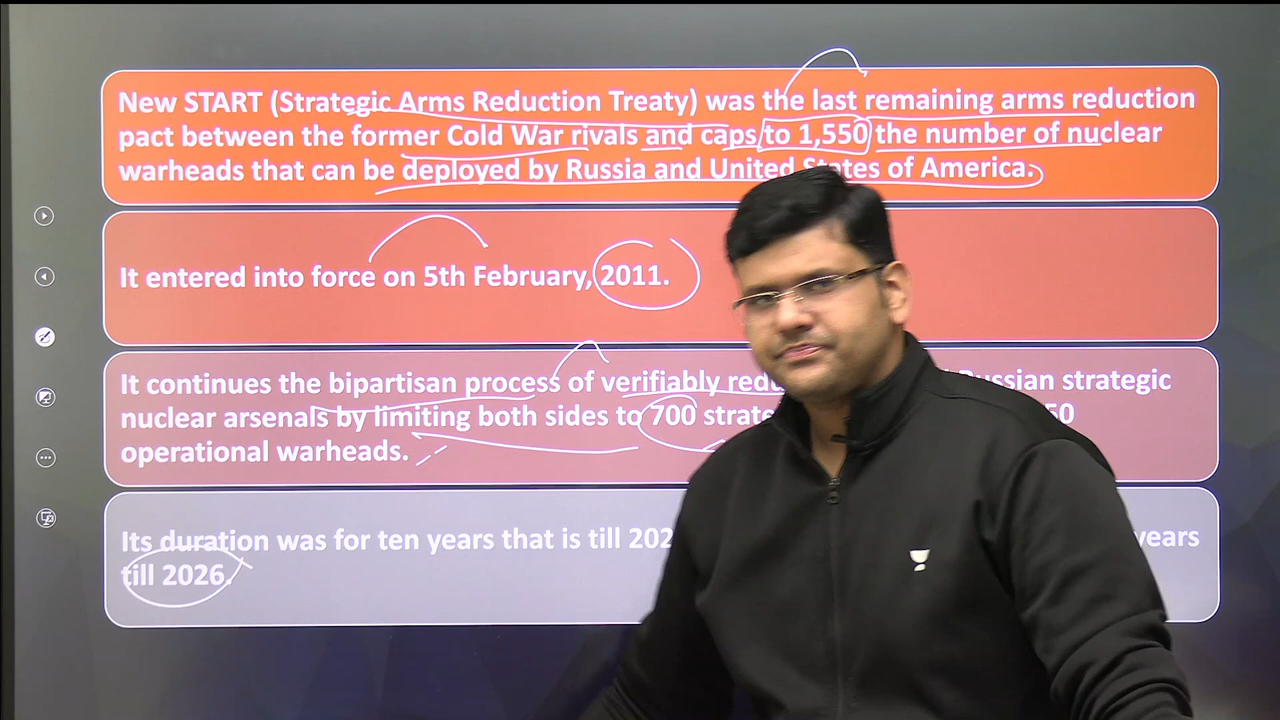 New START (Strategic Arms Reduction Treaty) was the last remaining arms reduction
pact between the former Cold War rivals and caps to 1,550 the number of nuclear
warheads that can be deployed by Russia and United States of America.
It entered into force on 5th February, 2011.
It continues the bipartisan process of verifiably Russian strategic
nuclear arsenals by limiting both sides to 700
operational warheads.
Its duration was for ten years that is till years
till 2026.